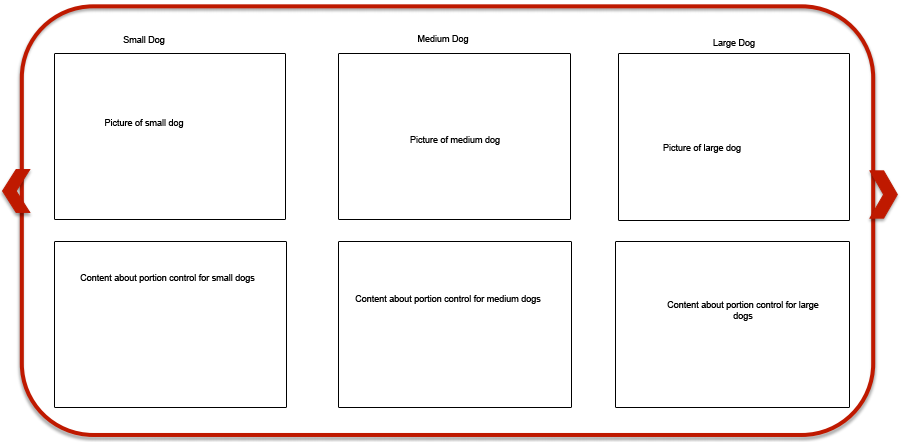 Small Dog
Medium Dog
Large Dog
Picture of small dog
Picture of medium dog
Picture of large dog
Content about portion control for small dogs
Content about portion control for medium dogs
Content about portion control for large
dogs